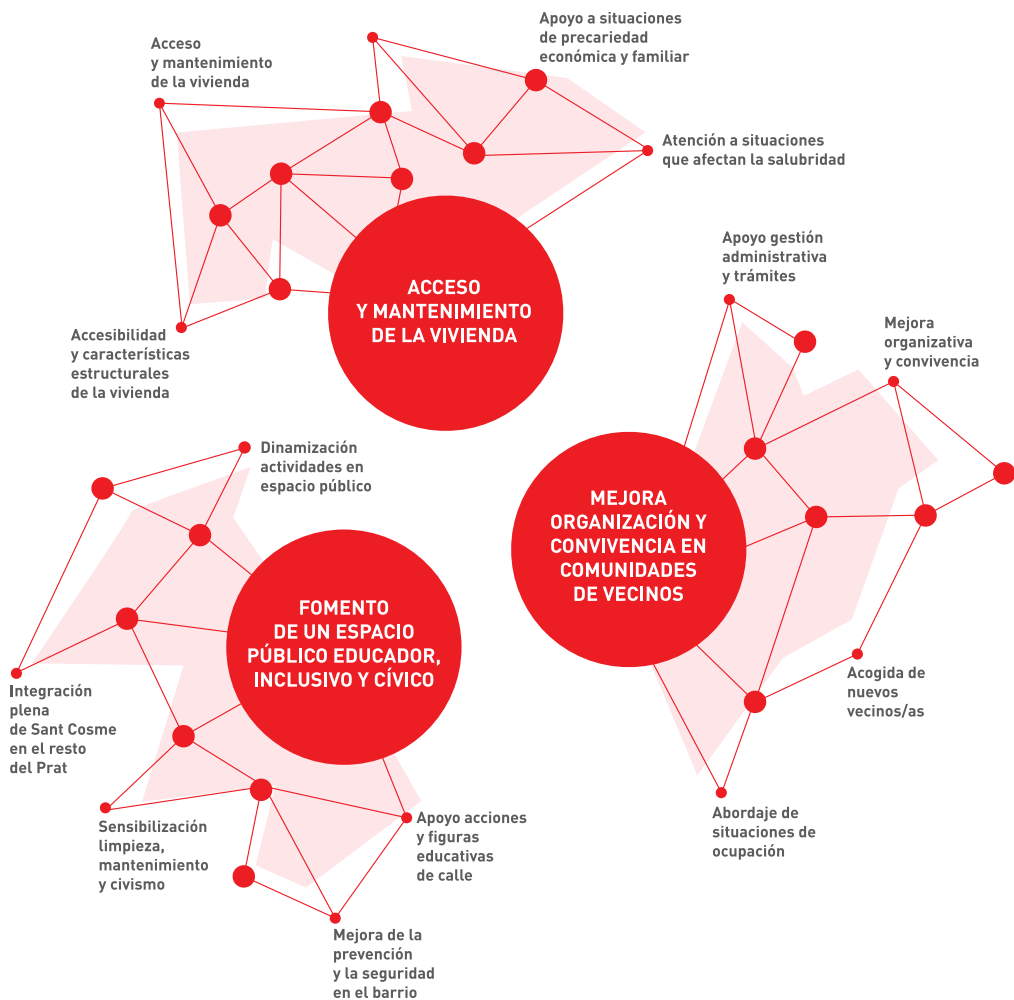 Acceso
y mantenimiento
de la vivienda
Apoyo a situaciones
de precariedad
económica y familiar
Atención a situaciones
que afectan la salubridad
ACCESO
Y MANTENIMIENTO
DE LA VIVIENDA
Accesibilidad
y características
estructurales
de la vivienda
Apoyo gestión
administrativa
y trámites
Mejora
organizativa
y convivencia
MEJORA
ORGANIZACIÓN Y
CONVIVENCIA EN
COMUNIDADES
DE VECINOS
Acogida de
nuevos
vecinos/as
Abordaje de
situaciones de
ocupación
Dinamización
actividades en
espacio público
FOMENTO
DE UN ESPACIO
PÚBLICO EDUCADOR,
INCLUSIVO Y CÍVICO
Integración
plena
de Sant Cosme
en el resto
del Prat
Sensibilización
limpieza,
mantenimiento
y civismo
Apoyo acciones
y figuras
educativas
de calle
Mejora de la
prevención
y la seguridad
en el barrio